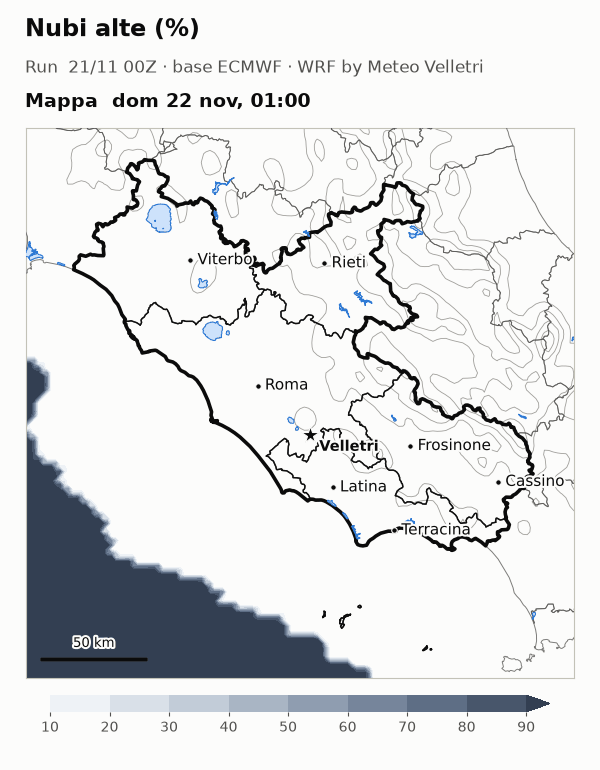 Nubi alte (%)
Run  21/11 00Z · base ECMWF · WRF by Meteo Velletri
Mappa  dom 22 nov, 01:00
Viterbo
Rieti
Roma
Velletri
Frosinone
Cassino
Latina
Terracina
50 km
10 20 30 40 50 60 70 80 90